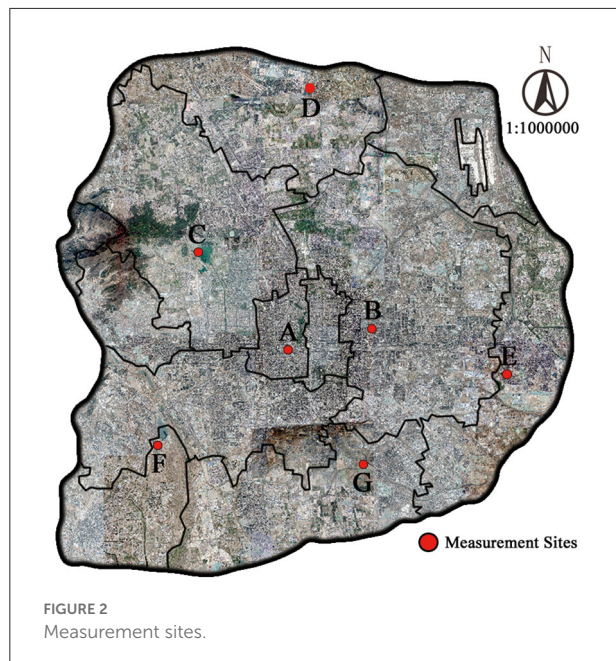 N
1:1000000
D
C
B
A
E
F
G
Measurement Sites
FIGURE 2
Measurement sites.